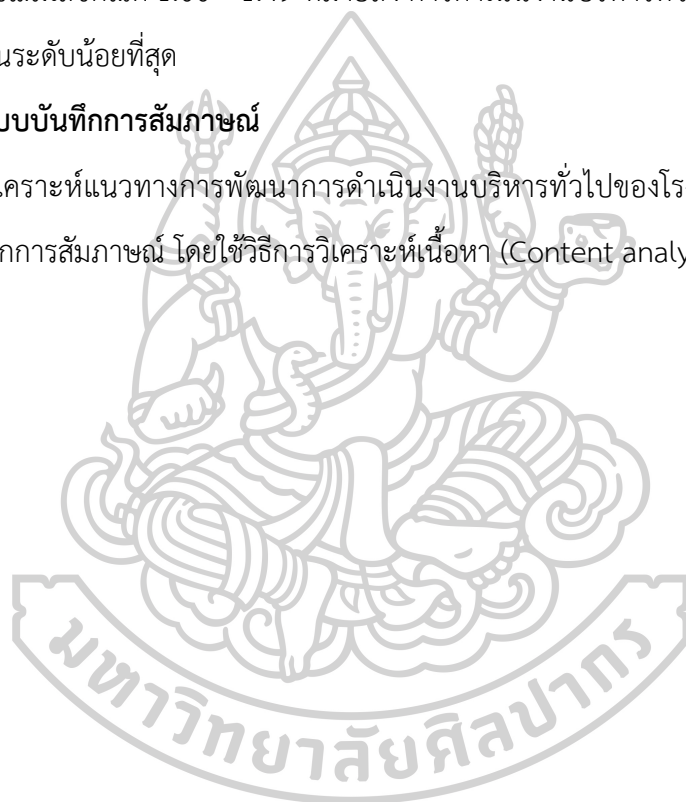 นระดับน้อยที่สุด
บบบันทึกการสัมภาษณ์
เคราะห์แนวทางการพัฒนาการดำเนินงานบริหารทั่วไปของโร
กการสัมภาษณ์ โดยใช้วิธีการวิเคราะห์เนื้อหา (Content analy
มหาวิทยาลัยศิลปากร